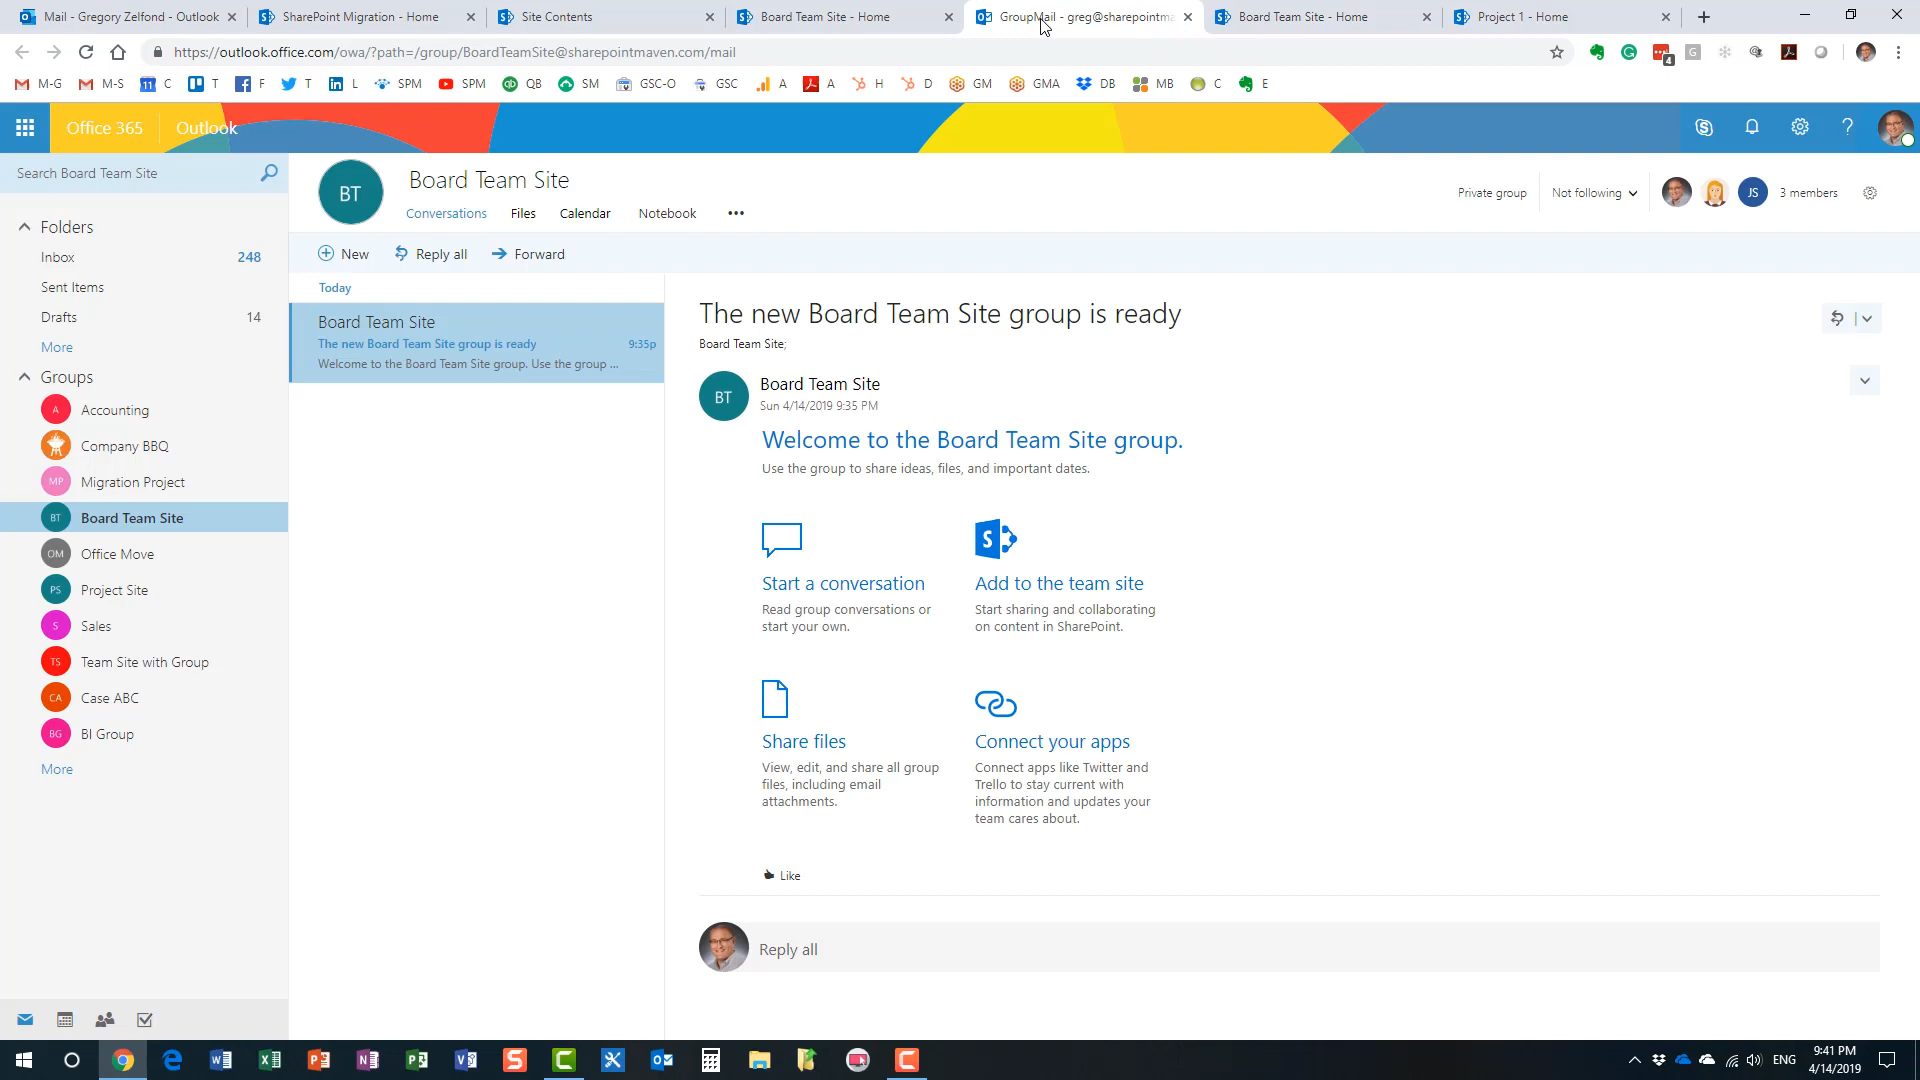 Mail - Gregory Zelfond - Outlook
SharePoint Migration - Home
Site Contents
Board Team Site - Home
GroupMail - greg@sharepointma
Board Team Site - Home
Project 1 - Home
https://outlook.office.com/owa/?path=/group/BoardTeamSite@sharepointmaven.com/mail
4
M-G
M-S
11
C
T
F
T
L
SPM
SPM
QB
SM
GSC-O
GSC
A
A
H
D
GM
GMA
DB
MB
C
E
Office 365
Outlook
Search Board Team Site
Folders
Inbox 248
Sent Items
Drafts 14
More
Groups
A Accounting
Company BBQ
MP Migration Project
BT Board Team Site
OM Office Move
PS Project Site
S Sales
TS Team Site with Group
CA Case ABC
BG BI Group
More
BT
Board Team Site
Conversations Files Calendar Notebook •••
Private group
Not following
JS
3 members
New Reply all Forward
Today
Board Team Site
The new Board Team Site group is ready 9:35p
Welcome to the Board Team Site group. Use the group ...
The new Board Team Site group is ready
Board Team Site;
BT
Board Team Site
Sun 4/14/2019 9:35 PM
Welcome to the Board Team Site group.
Use the group to share ideas, files, and important dates.
Start a conversation
Read group conversations or
start your own.
Add to the team site
Start sharing and collaborating
on content in SharePoint.
Share files
View, edit, and share all group
files, including email
attachments.
Connect your apps
Connect apps like Twitter and
Trello to stay current with
information and updates your
team cares about.
Like
Reply all
ENG
9:41 PM
4/14/2019